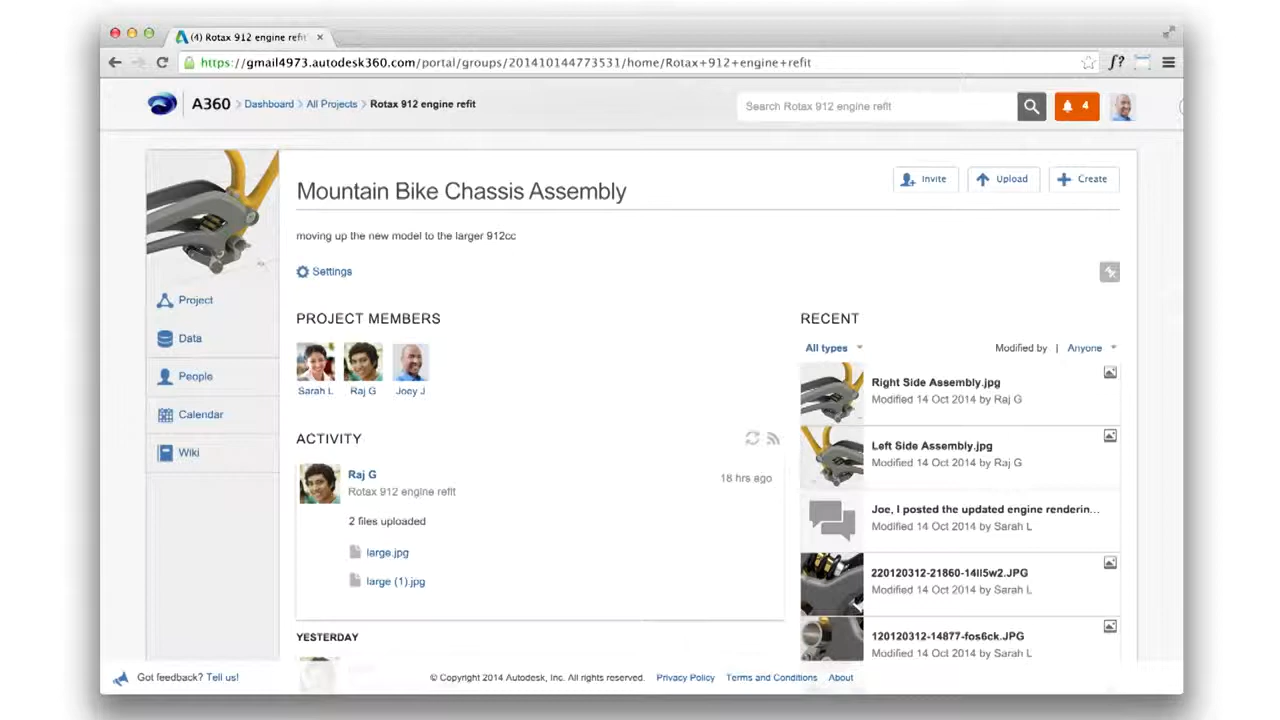 (4) Rotax 912 engine refit
https://gmail4973.autodesk360.com/portal/groups/201410144773531/home/Rotax+912+engine+refit
A360 Dashboard All Projects Rotax 912 engine refit
Search Rotax 912 engine refit
4
Mountain Bike Chassis Assembly
Invite
Upload
Create
moving up the new model to the larger 912cc
Settings
Project
Data
People
Calendar
Wiki
PROJECT MEMBERS
Sarah L
Raj G
Joey J
ACTIVITY
Raj G
18 hrs ago
Rotax 912 engine refit
2 files uploaded
large.jpg
large (1).jpg
YESTERDAY
RECENT
All types
Modified by | Anyone
Right Side Assembly.jpg
Modified 14 Oct 2014 by Raj G
Left Side Assembly.jpg
Modified 14 Oct 2014 by Raj G
Joe, I posted the updated engine renderin...
Modified 14 Oct 2014 by Sarah L
220120312-21860-14ll5w2.JPG
Modified 14 Oct 2014 by Sarah L
120120312-14877-fos6ck.JPG
Modified 14 Oct 2014 by Sarah L
Got feedback? Tell us!
© Copyright 2014 Autodesk, Inc. All rights reserved. Privacy Policy Terms and Conditions About